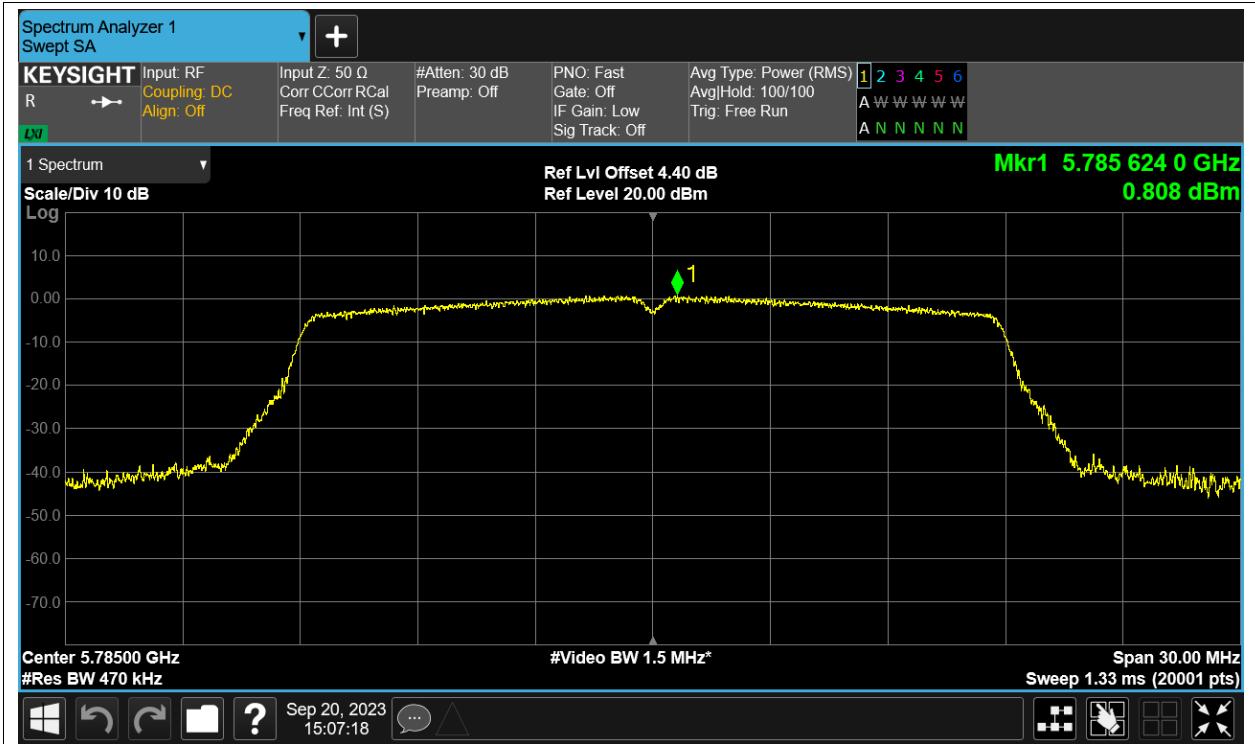 Spectrum Analyzer 1
Swept SA
+
KEYSIGHT
R
LXI
Input: RF
Coupling: DC
Align: Off
Input Z: 50 Ω
Corr CCorr RCal
Freq Ref: Int (S)
#Atten: 30 dB
Preamp: Off
PNO: Fast
Gate: Off
IF Gain: Low
Sig Track: Off
Avg Type: Power (RMS)
Avg|Hold: 100/100
Trig: Free Run
1 2 3 4 5 6
A W W W W W
A N N N N N
1 Spectrum
Scale/Div 10 dB
Log
Ref Lvl Offset 4.40 dB
Ref Level 20.00 dBm
Mkr1 5.785 624 0 GHz
0.808 dBm
1
10.0
0.00
-10.0
-20.0
-30.0
-40.0
-50.0
-60.0
-70.0
Center 5.78500 GHz
#Res BW 470 kHz
#Video BW 1.5 MHz*
Span 30.00 MHz
Sweep 1.33 ms (20001 pts)
?
Sep 20, 2023
15:07:18